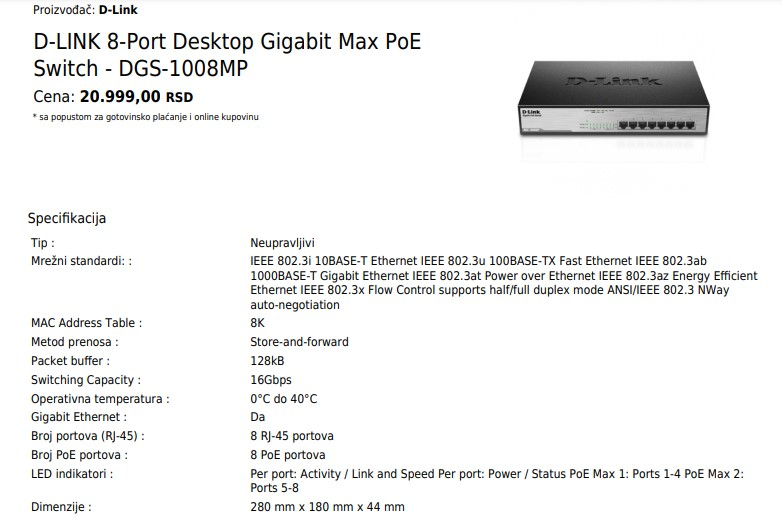 Proizvođač: D-Link
D-LINK 8-Port Desktop Gigabit Max PoE
Switch - DGS-1008MP
Cena: 20.999,00 RSD
* sa popustom za gotovinsko plaćanje i online kupovinu
D-Link
D-Link
Specifikacija
Tip : Neupravljivi
Mrežni standardi: : IEEE 802.3i 10BASE-T Ethernet IEEE 802.3u 100BASE-TX Fast Ethernet IEEE 802.3ab
1000BASE-T Gigabit Ethernet IEEE 802.3at Power over Ethernet IEEE 802.3az Energy Efficient
Ethernet IEEE 802.3x Flow Control supports half/full duplex mode ANSI/IEEE 802.3 NWay
auto-negotiation
MAC Address Table : 8K
Metod prenosa : Store-and-forward
Packet buffer : 128kB
Switching Capacity : 16Gbps
Operativna temperatura : 0°C do 40°C
Gigabit Ethernet : Da
Broj portova (RJ-45) : 8 RJ-45 portova
Broj PoE portova : 8 PoE portova
LED indikatori : Per port: Activity / Link and Speed Per port: Power / Status PoE Max 1: Ports 1-4 PoE Max 2:
Ports 5-8
Dimenzije : 280 mm x 180 mm x 44 mm